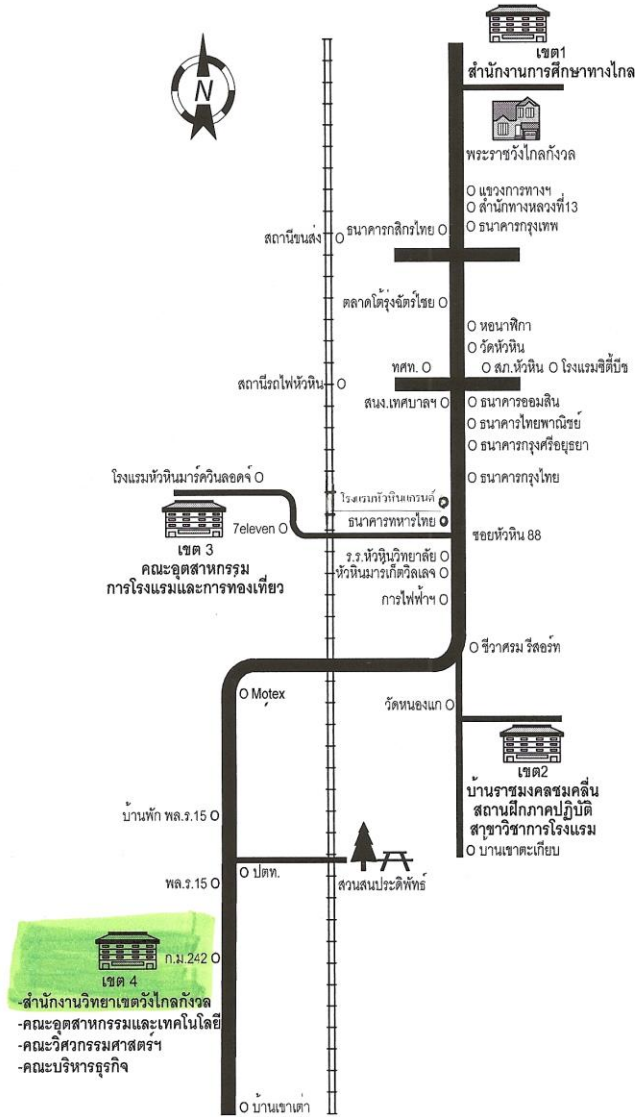 เขต1
สำนักงานการศึกษาทางไกล
N
พระราชวังไกลกังวล
แขวงการทางฯ
สำนักทางหลวงที่13
ธนาคารกสิกรไทย
ธนาคารกรุงเทพ
สถานีขนส่ง
ตลาดโต้รุ่งฉัตร์ไชย
หอนาฬิกา
วัดหัวหิน
ทศท.
สภ.หัวหิน
โรงแรมซิตี้บีช
สถานีรถไฟหัวหิน
สนง.เทศบาลฯ
ธนาคารออมสิน
ธนาคารไทยพาณิชย์
ธนาคารกรุงศรีอยุธยา
ธนาคารกรุงไทย
โรงแรมหัวหินมาร์ควินลอดจ์
โรงแรมหัวหินแกรนด์
ธนาคารทหารไทย
7eleven
ซอยหัวหิน 88
เขต 3
คณะอุตสาหกรรม
การโรงแรมและการท่องเที่ยว
ร.ร.หัวหินวิทยาลัย
หัวหินมาร์เก็ตวิลเลจ
การไฟฟ้าฯ
ชีวาศรม รีสอร์ท
Motex
วัดหนองแก
เขต2
บ้านราชมงคลชมคลื่น
สถานฝึกภาคปฏิบัติ
สาขาวิชาการโรงแรม
บ้านเขาตะเกียบ
บ้านพัก พล.ร.15
ปตท.
สวนสนประดิพัทธ์
พล.ร.15
ก.ม.242
เขต 4
-สำนักงานวิทยาเขตวังไกลกังวล
-คณะอุตสาหกรรมและเทคโนโลยี
-คณะวิศวกรรมศาสตร์ฯ
-คณะบริหารธุรกิจ
บ้านเขาเต่า